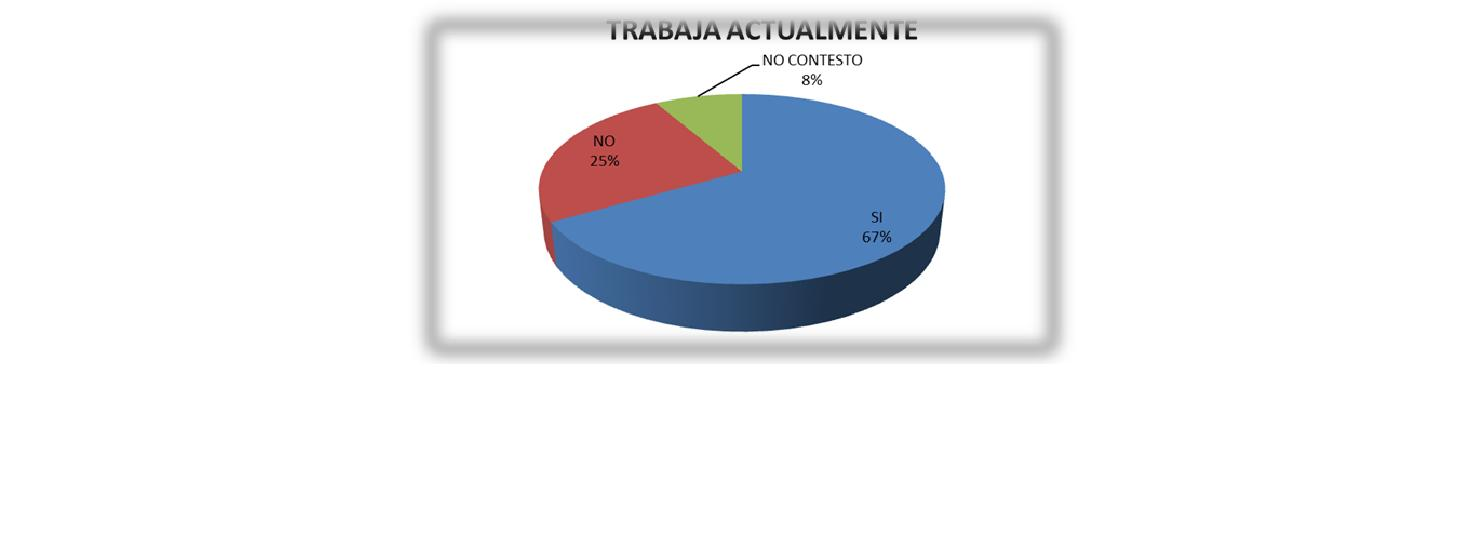 TRABAJA ACTUALMENTE
NO CONTESTO
8%
NO
25%
SI
67%